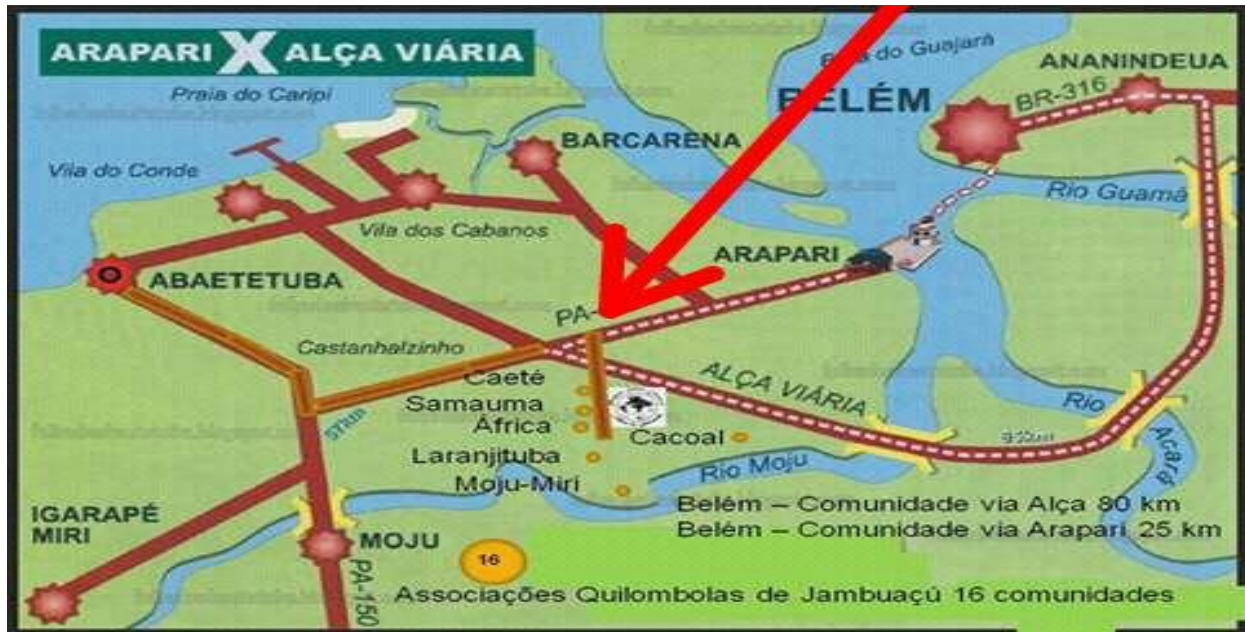 ARAPARI X ALÇA VIÁRIA
Praia do Caripi
do Guajará
ANANINDEUA
BR-316
BELÉM
BARCARENA
Vila do Conde
Rio Guamá
Vila dos Cabanos
ARAPARI
ABAETETUBA
PA-
Castanhalzinho
Caeté
Samauma
África
Laranjituba
Moju-Miri
ALÇA VIÁRIA
Cacoal
Rio Moju
Rio Acará
Belém – Comunidade via Alça 80 km
Belém – Comunidade via Arapari 25 km
IGARAPÉ
MIRI
MOJU
PA-150
16
Associações Quilombolas de Jambuaçú 16 comunidades